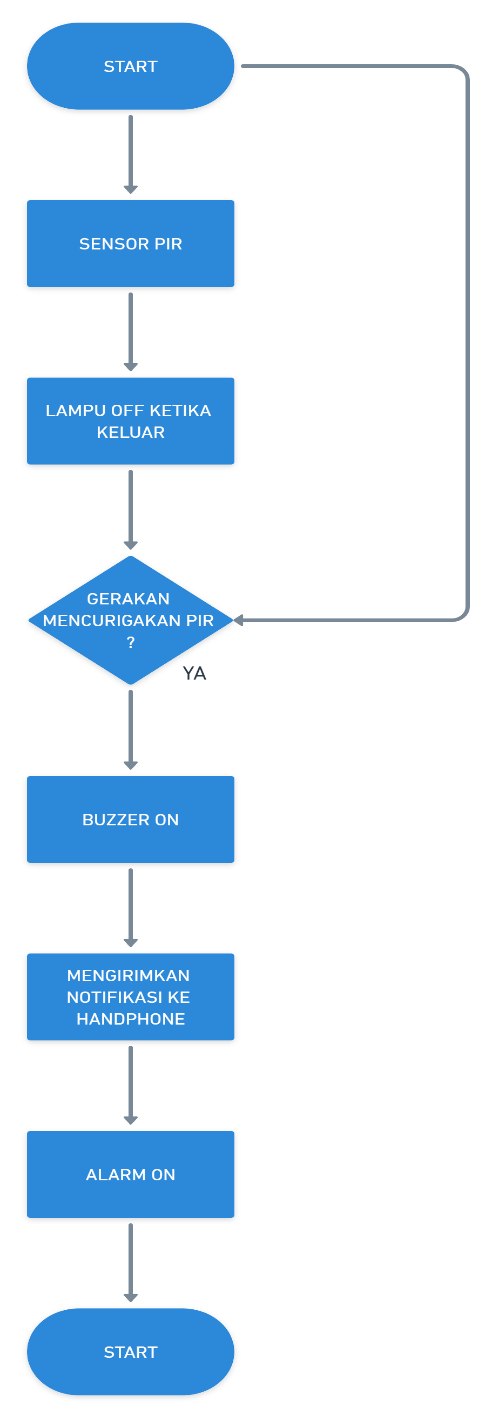 START
SENSOR PIR
LAMPU OFF KETIKA
KELUAR
GERAKAN
MENCURIGAKAN PIR
?
YA
BUZZER ON
MENGIRIMKAN
NOTIFIKASI KE
HANDPHONE
ALARM ON
START